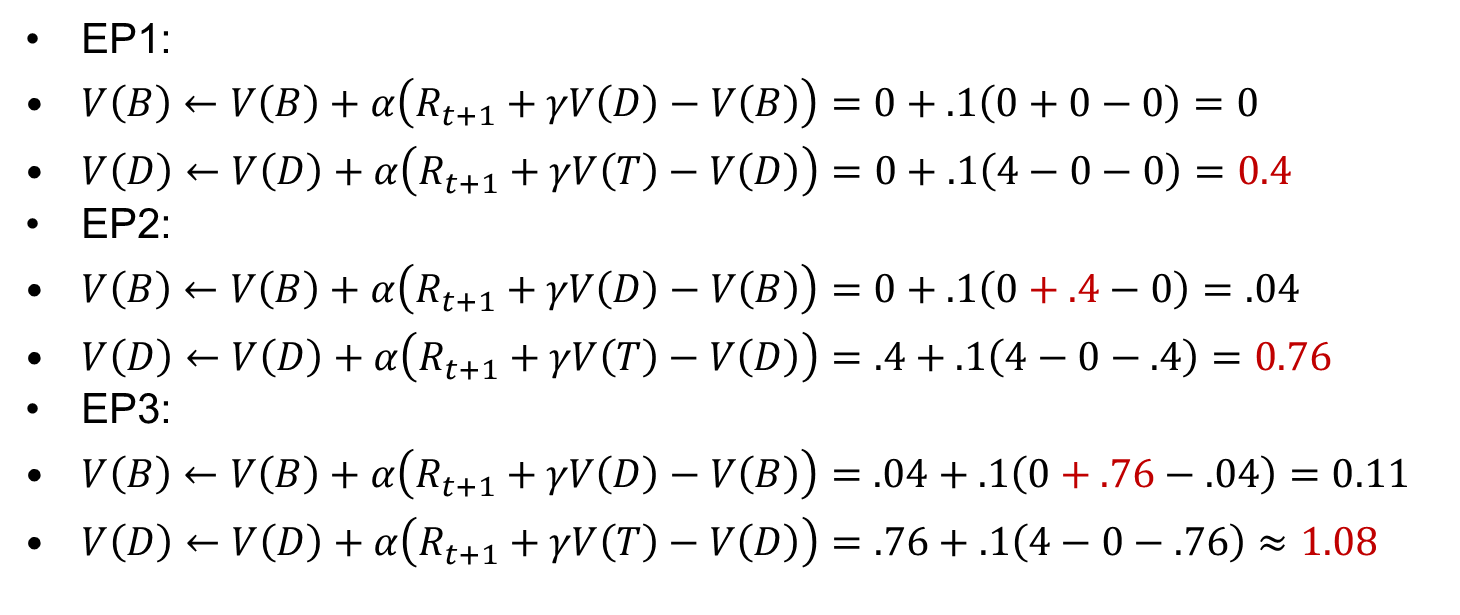 • EP1:
• V(B) ← V(B) + α(R_{t+1} + γV(D) − V(B)) = 0 + .1(0 + 0 − 0) = 0
• V(D) ← V(D) + α(R_{t+1} + γV(T) − V(D)) = 0 + .1(4 − 0 − 0) = 0.4
• EP2:
• V(B) ← V(B) + α(R_{t+1} + γV(D) − V(B)) = 0 + .1(0 + .4 − 0) = .04
• V(D) ← V(D) + α(R_{t+1} + γV(T) − V(D)) = .4 + .1(4 − 0 − .4) = 0.76
• EP3:
• V(B) ← V(B) + α(R_{t+1} + γV(D) − V(B)) = .04 + .1(0 + .76 − .04) = 0.11
• V(D) ← V(D) + α(R_{t+1} + γV(T) − V(D)) = .76 + .1(4 − 0 − .76) ≈ 1.08